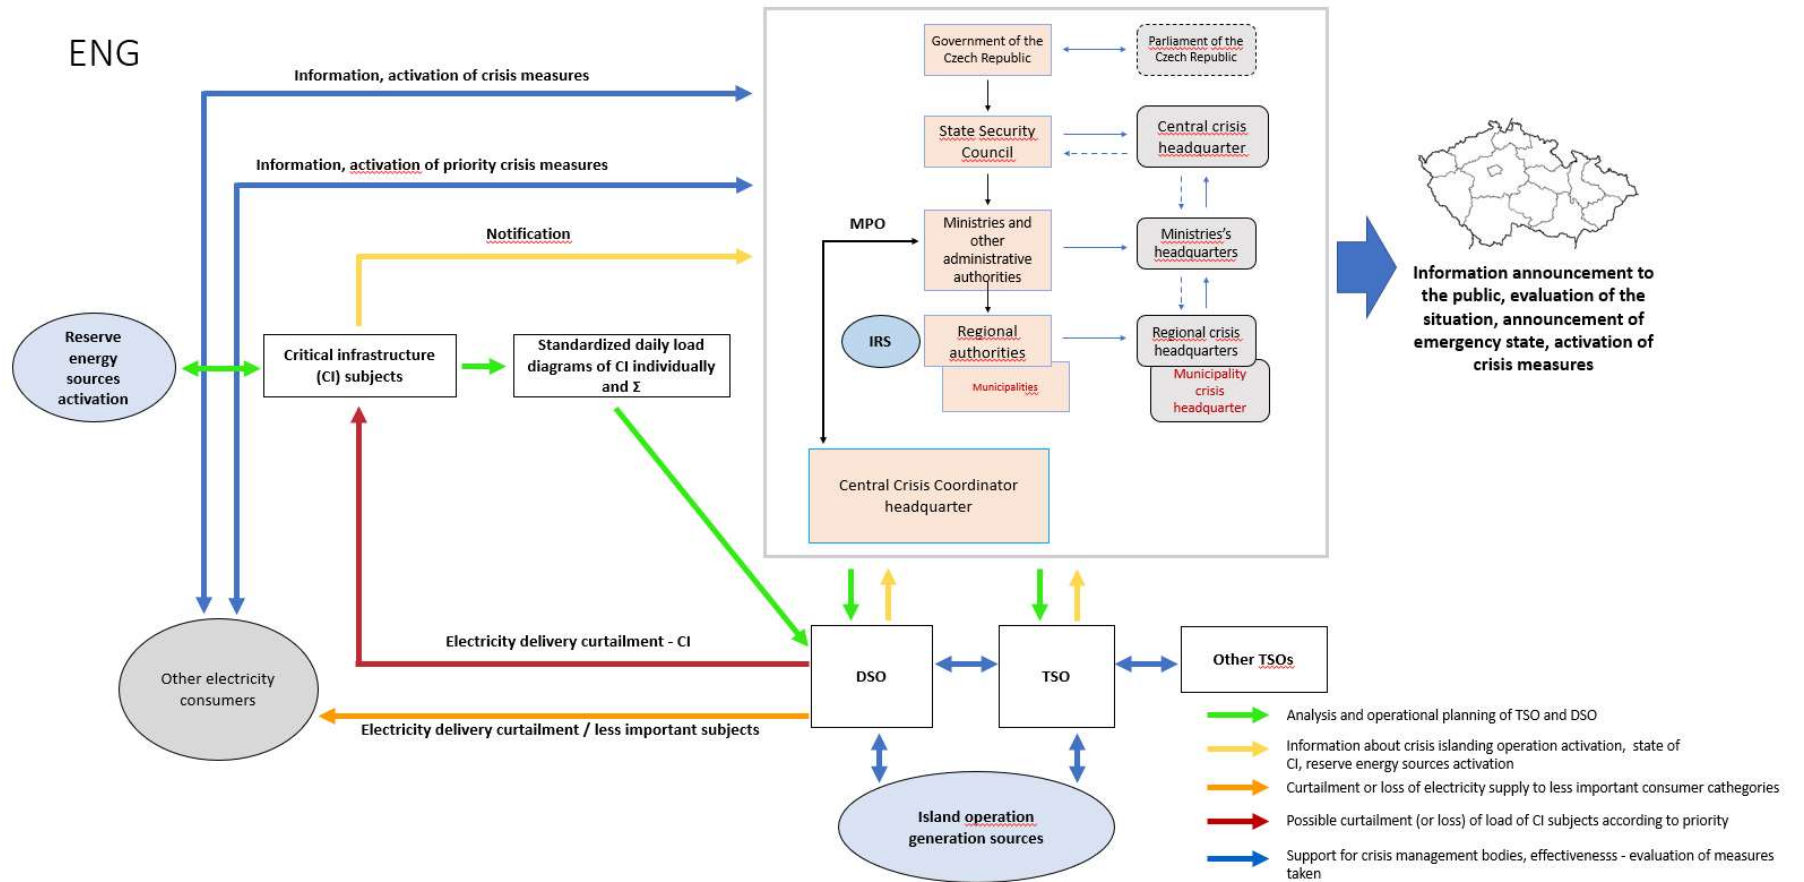 ENG
Information, activation of crisis measures
Information, activation of priority crisis measures
Notification
Reserve
energy
sources
activation
Critical infrastructure
(CI) subjects
Standardized daily load
diagrams of CI individually
and Σ
Government of the
Czech Republic
Parliament of the
Czech Republic
State Security
Council
Central crisis
headquarter
MPO
Ministries and
other
administrative
authorities
Ministries's
headquarters
IRS
Regional
authorities
Regional crisis
headquarters
Municipalities
Municipality
crisis
headquarter
Central Crisis Coordinator
headquarter
Information announcement to
the public, evaluation of the
situation, announcement of
emergency state, activation of
crisis measures
Other electricity
consumers
Electricity delivery curtailment - CI
Electricity delivery curtailment / less important subjects
DSO
TSO
Other TSOs
Island operation
generation sources
Analysis and operational planning of TSO and DSO
Information about crisis islanding operation activation, state of
CI, reserve energy sources activation
Curtailment or loss of electricity supply to less important consumer cathegories
Possible curtailment (or loss) of load of CI subjects according to priority
Support for crisis management bodies, effectivenesss - evaluation of measures
taken